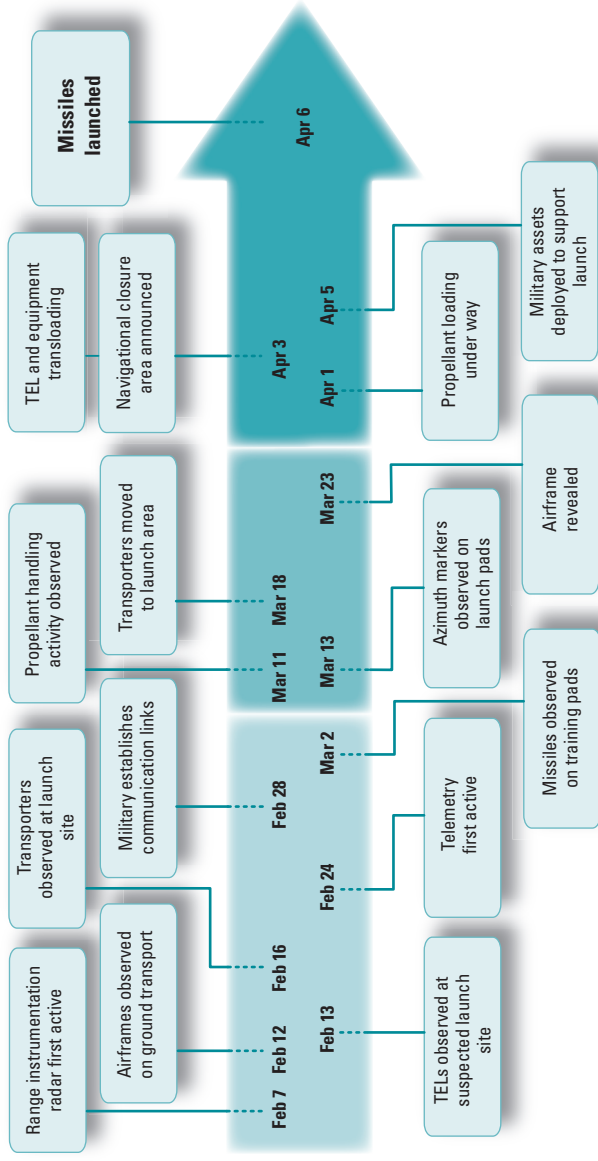 Range instrumentation
radar first active
Airframes observed
on ground transport
Transporters
observed at launch
site
Military establishes
communication links
Propellant handling
activity observed
Transporters moved
to launch area
TEL and equipment
transloading
Navigational closure
area announced
Missiles
launched
Feb 7
Feb 12
Feb 16
Feb 28
Mar 11
Mar 18
Apr 3
Apr 6
Feb 13
Feb 24
Mar 2
Mar 13
Mar 23
Apr 1
Apr 5
TELs observed at
suspected launch
site
Telemetry
first active
Missiles observed
on training pads
Azimuth markers
observed on
launch pads
Airframe
revealed
Propellant loading
under way
Military assets
deployed to support
launch